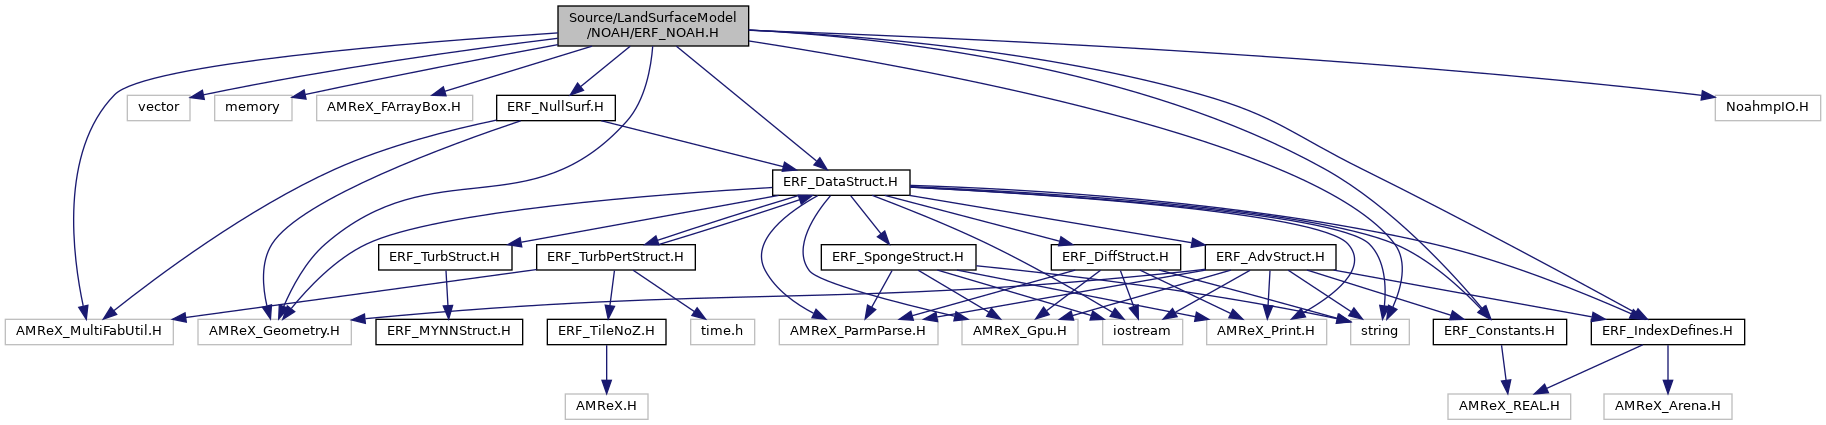 Source/LandSurfaceModel
/NOAH/ERF_NOAH.H
vector
memory
AMReX_FArrayBox.H
ERF_NullSurf.H
NoahmpIO.H
ERF_DataStruct.H
ERF_TurbStruct.H
ERF_TurbPertStruct.H
ERF_SpongeStruct.H
ERF_DiffStruct.H
ERF_AdvStruct.H
AMReX_MultiFabUtil.H
AMReX_Geometry.H
ERF_MYNNStruct.H
ERF_TileNoZ.H
time.h
AMReX_ParmParse.H
AMReX_Gpu.H
iostream
AMReX_Print.H
string
ERF_Constants.H
ERF_IndexDefines.H
AMReX.H
AMReX_REAL.H
AMReX_Arena.H